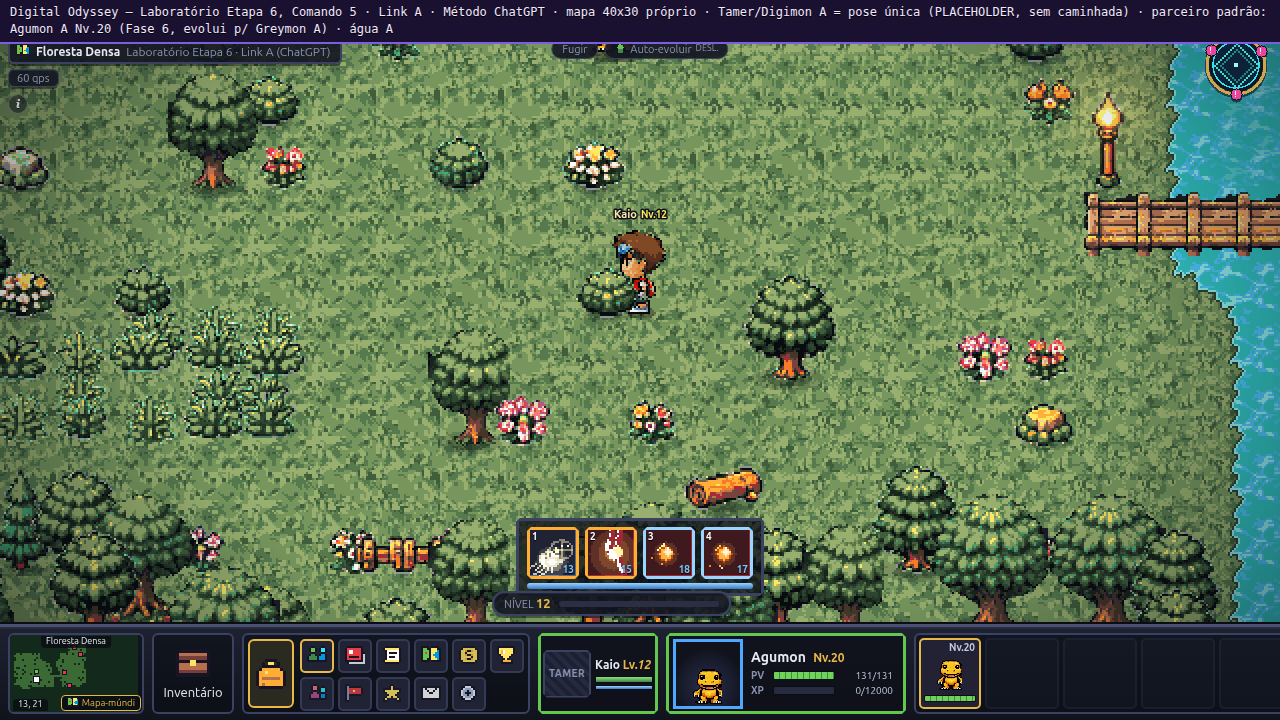 Digital Odyssey — Laboratório Etapa 6, Comando 5 · Link A · Método ChatGPT · mapa 40x30 próprio · Tamer/Digimon A = pose única (PLACEHOLDER, sem caminhada) · parceiro padrão:
Agumon A Nv.20 (Fase 6, evolui p/ Greymon A) · água A
Floresta Densa Laboratório Etapa 6 · Link A (ChatGPT)
Fugir
Auto-evoluir DESL.
60 qps
i
Kaio Nv.12
1 2 3 4
13 15 18 17
NÍVEL 12
Floresta Densa
13, 21
Mapa-múndi
Inventário
TAMER
Kaio Lv.12
Agumon Nv.20
PV 131/131
XP 0/12000
Nv.20